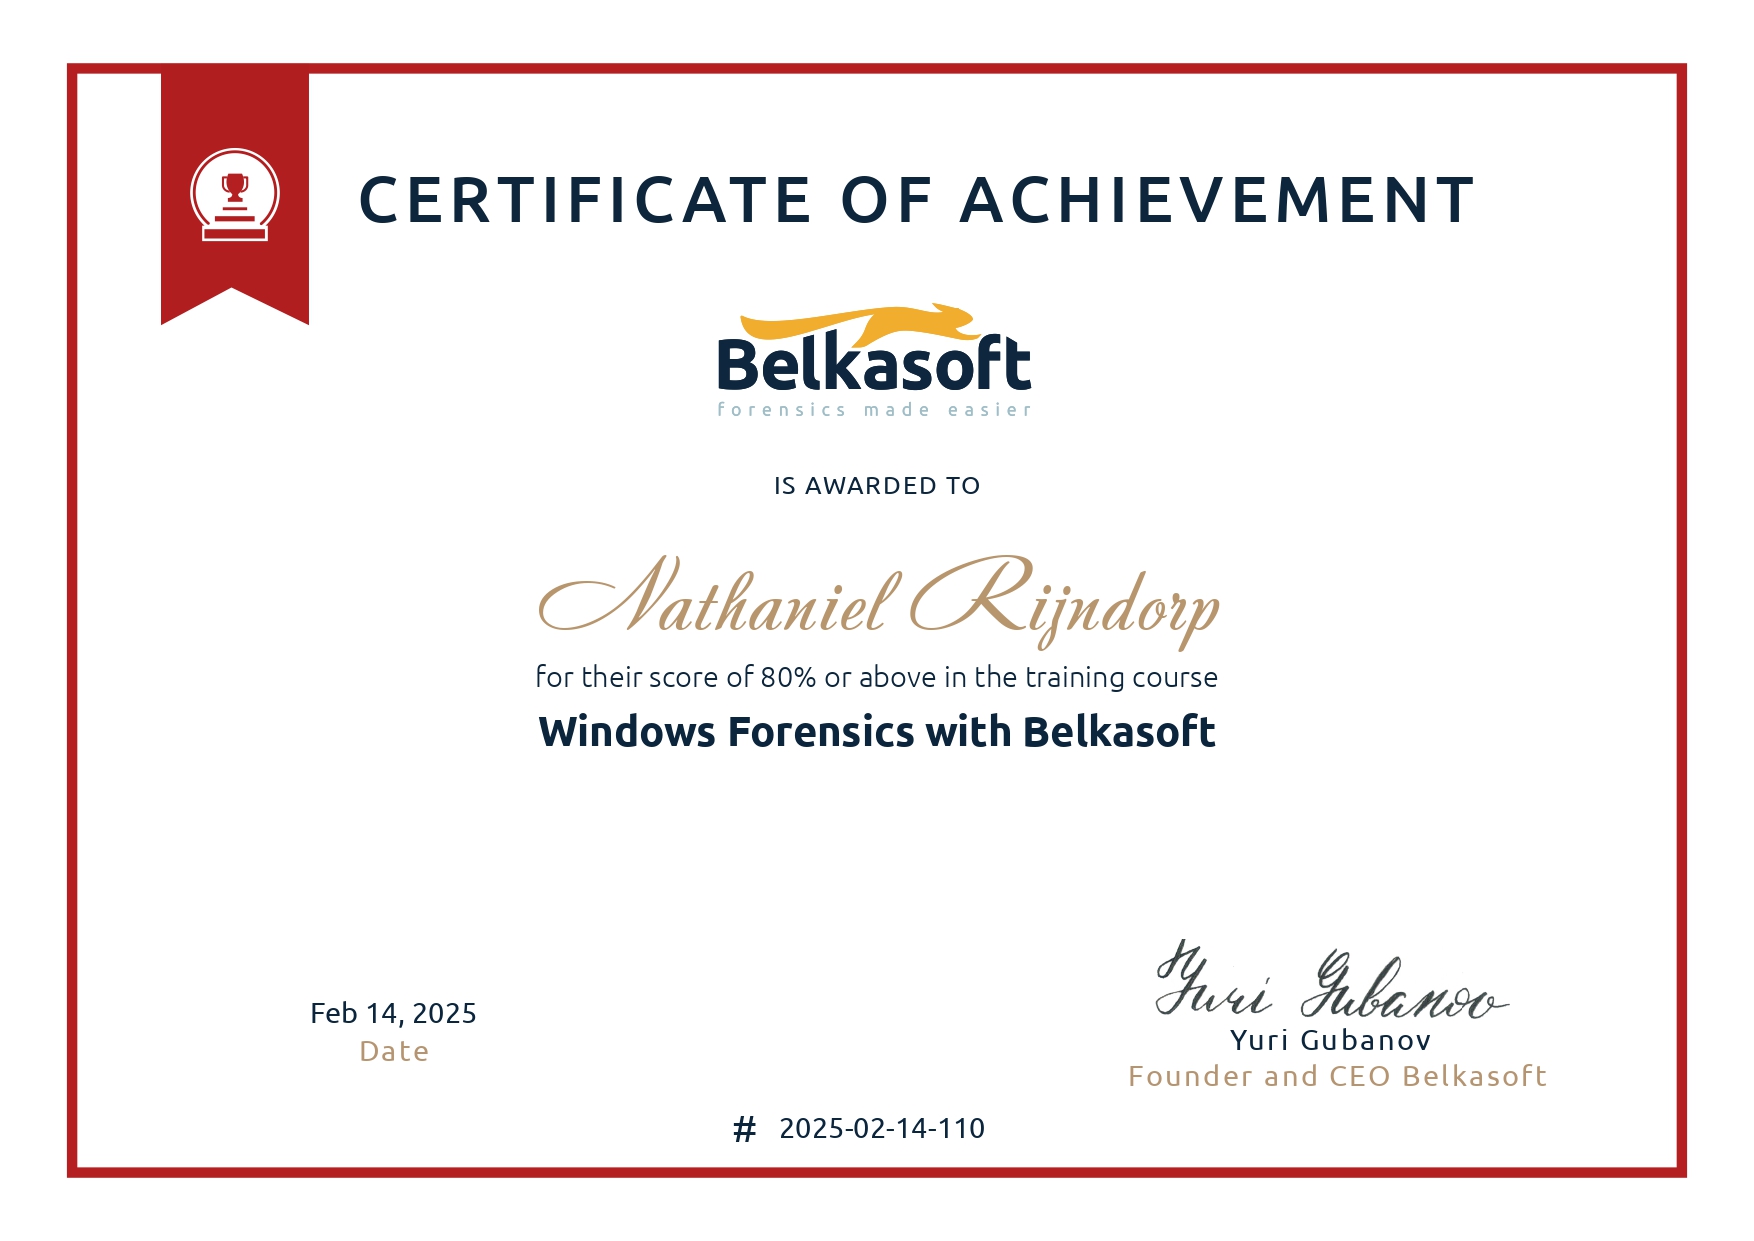 CERTIFICATE OF ACHIEVEMENT
Belkasoft
forensics made easier
IS AWARDED TO
Nathaniel Rijndorp
for their score of 80% or above in the training course
Windows Forensics with Belkasoft
Yuri Gubanov
Feb 14, 2025
Date
Yuri Gubanov
Founder and CEO Belkasoft
# 2025-02-14-110